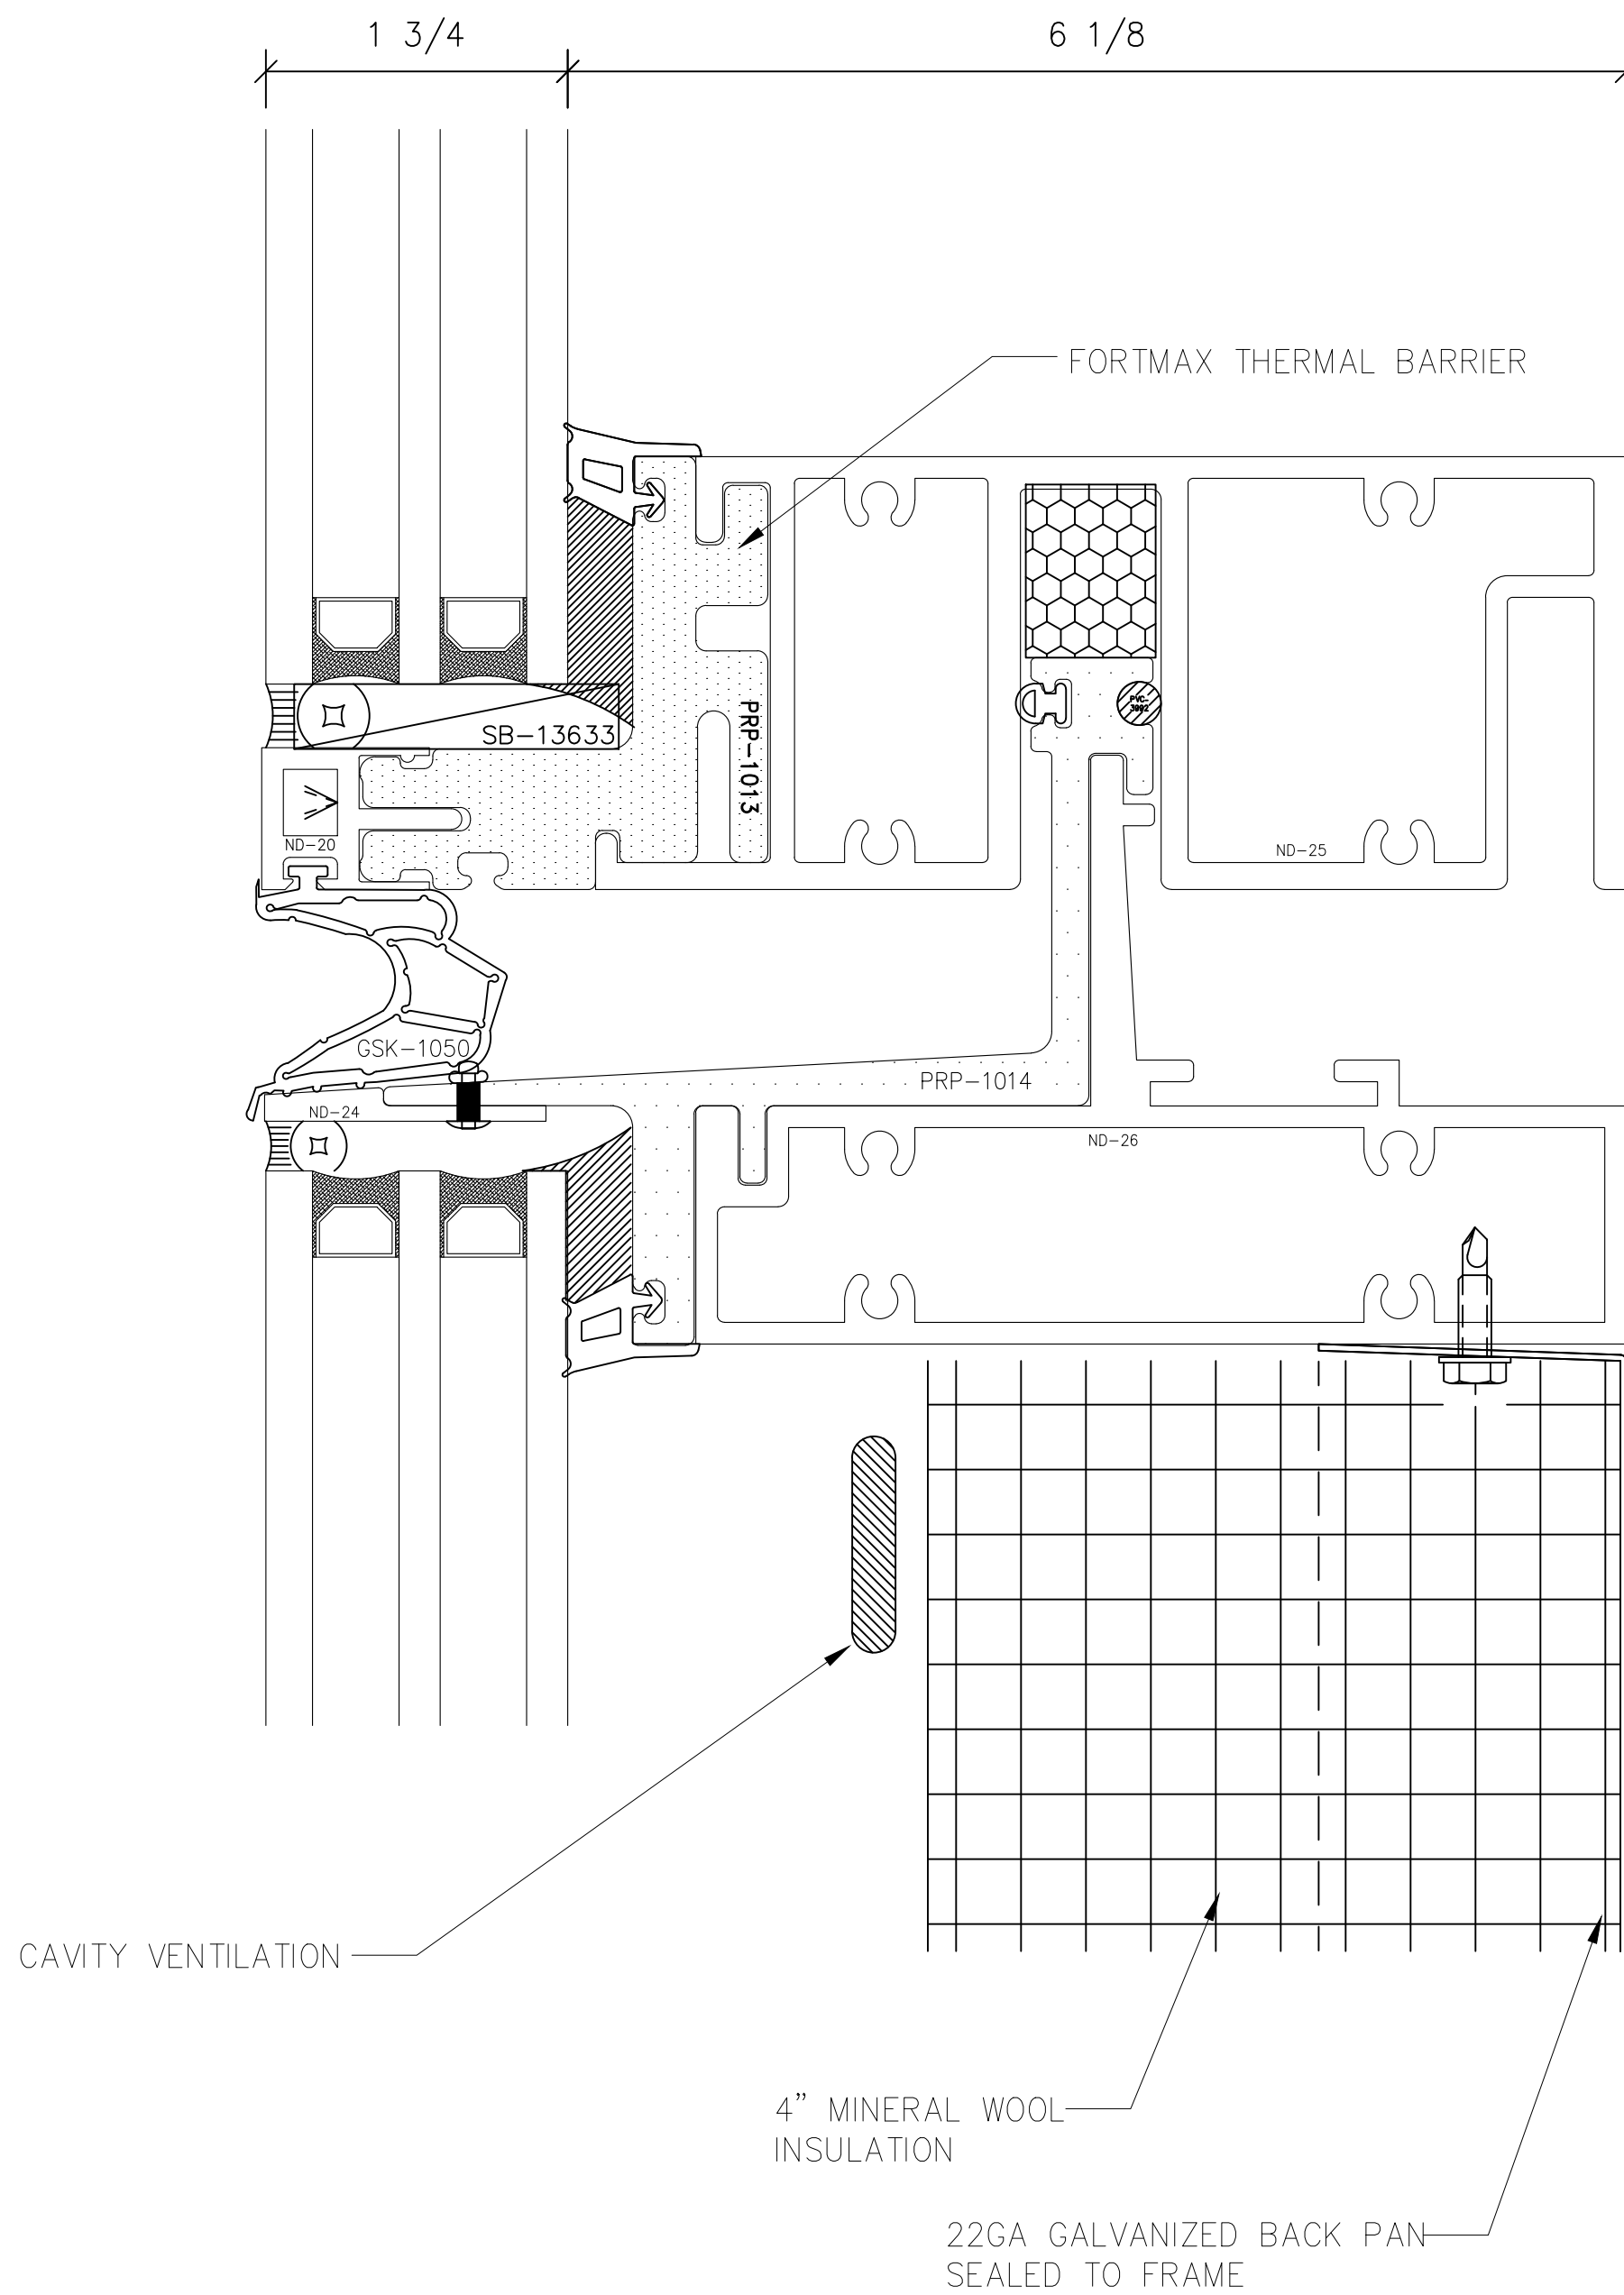 1 3/4
6 1/8
FORTMAX THERMAL BARRIER
PVC-
3992
SB-13633
PRP-1013
ND-20
ND-25
GSK-1050
PRP-1014
ND-24
ND-26
CAVITY VENTILATION
4” MINERAL WOOL
INSULATION
22GA GALVANIZED BACK PAN
SEALED TO FRAME